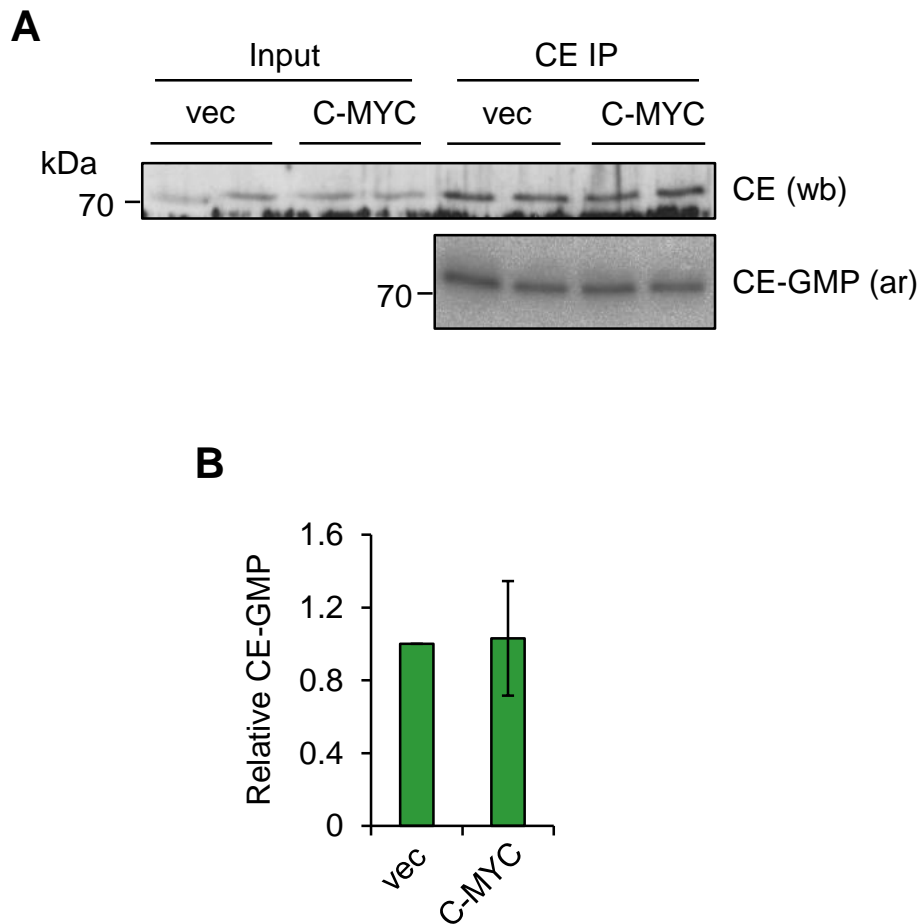 A
Input CE IP
vec C-MYC vec C-MYC
kDa
70 CE (wb)
70 CE-GMP (ar)
B
Relative CE-GMP
1.6
1.2
0.8
0.4
0
vec C-MYC